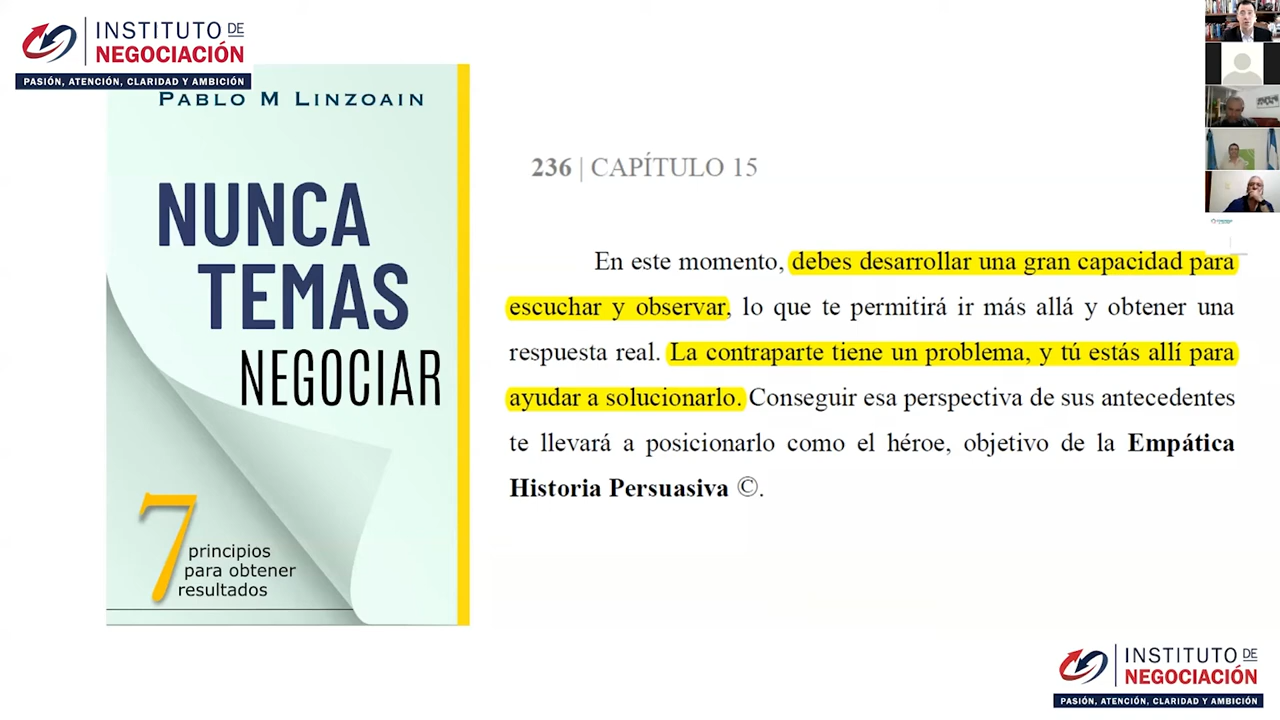 INSTITUTO DE
NEGOCIACIÓN
PASIÓN, ATENCIÓN, CLARIDAD Y AMBICIÓN
PABLO M LINZOAIN
NUNCA
TEMAS
NEGOCIAR
7
principios
para obtener
resultados
236 | CAPÍTULO 15
En este momento, debes desarrollar una gran capacidad para
escuchar y observar, lo que te permitirá ir más allá y obtener una
respuesta real. La contraparte tiene un problema, y tú estás allí para
ayudar a solucionarlo. Conseguir esa perspectiva de sus antecedentes
te llevará a posicionarlo como el héroe, objetivo de la Empática
Historia Persuasiva ©.
INSTITUTO DE
NEGOCIACIÓN
PASIÓN, ATENCIÓN, CLARIDAD Y AMBICIÓN